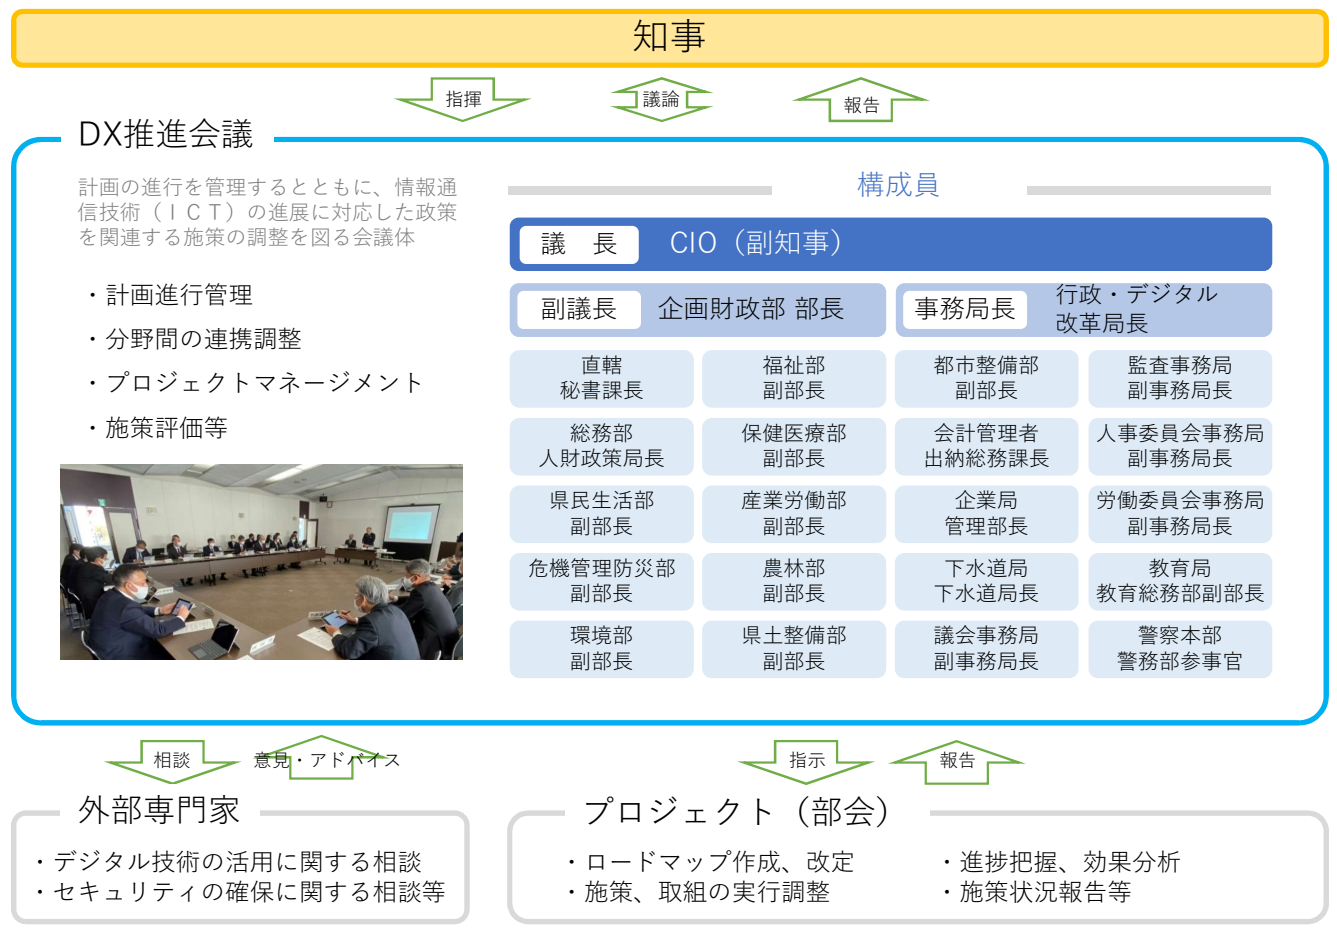 知事
指揮
議論
報告
DX推進会議
計画の進行を管理するとともに、情報通
信技術（ＩＣＴ）の進展に対応した政策
を関連する施策の調整を図る会議体
・計画進行管理
・分野間の連携調整
・プロジェクトマネージメント
・施策評価等
構成員
議　長　CIO（副知事）
副議長　企画財政部 部長
事務局長　行政・デジタル
改革局長
直轄
秘書課長
福祉部
副部長
都市整備部
副部長
監査事務局
副事務局長
総務部
人財政策局長
保健医療部
副部長
会計管理者
出納総務課長
人事委員会事務局
副事務局長
県民生活部
副部長
産業労働部
副部長
企業局
管理部長
労働委員会事務局
副事務局長
危機管理防災部
副部長
農林部
副部長
下水道局
下水道局長
教育局
教育総務部副部長
環境部
副部長
県土整備部
副部長
議会事務局
副事務局長
警察本部
警務部参事官
相談
意見・アドバイス
指示
報告
外部専門家
・デジタル技術の活用に関する相談
・セキュリティの確保に関する相談等
プロジェクト（部会）
・ロードマップ作成、改定
・施策、取組の実行調整
・進捗把握、効果分析
・施策状況報告等